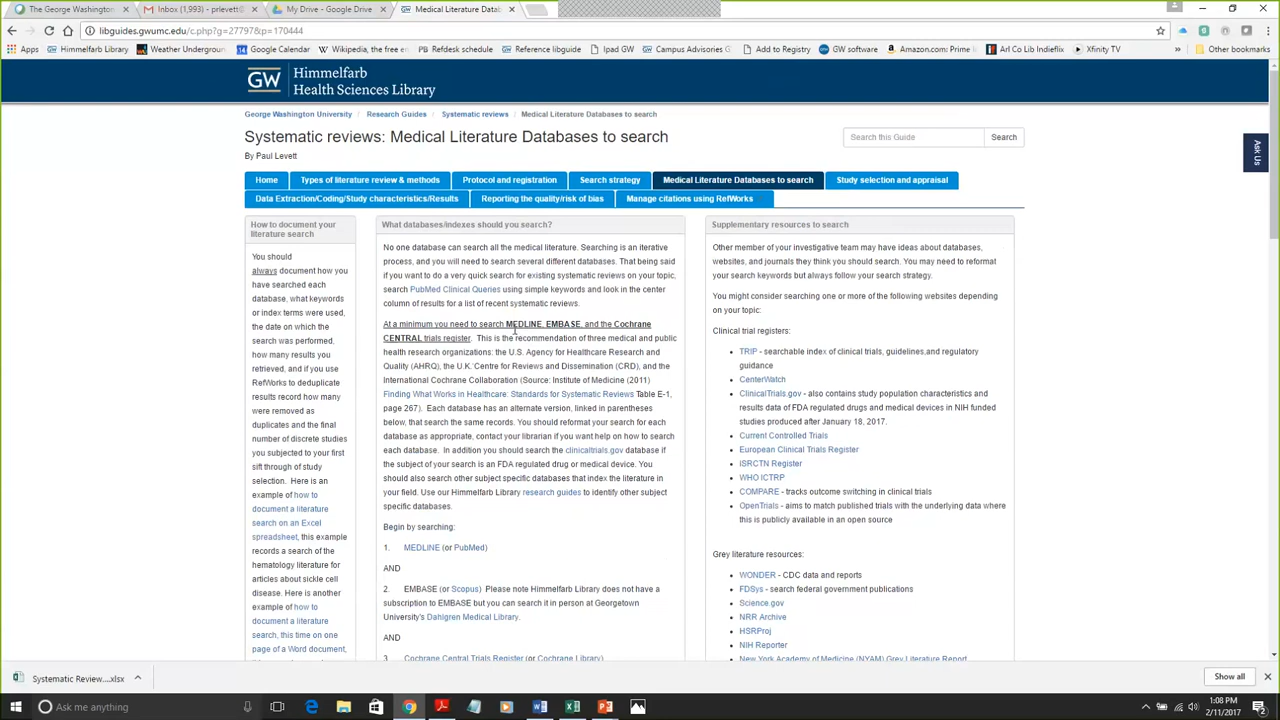 The George Washington
Inbox (1,993) - prlevett@
My Drive - Google Drive
Medical Literature Datab
libguides.gwumc.edu/c.php?g=27797&p=170444
Apps
Himmelfarb Library
Weather Underground
Google Calendar
Wikipedia, the free en
Refdesk schedule
Reference libguide
Ipad GW
Campus Advisories G
Add to Registry
GW software
Amazon.com: Prime
Arl Co Lib Indieflix
Xfinity TV
»
Other bookmarks
GW
Himmelfarb
Health Sciences Library
George Washington University / Research Guides / Systematic reviews / Medical Literature Databases to search
Systematic reviews: Medical Literature Databases to search
By Paul Levett
Search this Guide
Search
Ask Us
Home
Types of literature review & methods
Protocol and registration
Search strategy
Medical Literature Databases to search
Study selection and appraisal
Data Extraction/Coding/Study characteristics/Results
Reporting the quality/risk of bias
Manage citations using RefWorks
How to document your
literature search
You should
always document how you
have searched each
database, what keywords
or index terms were used,
the date on which the
search was performed,
how many results you
retrieved, and if you use
RefWorks to deduplicate
results record how many
were removed as
duplicates and the final
number of discrete studies
you subjected to your first
sift through of study
selection. Here is an
example of how to
document a literature
search on an Excel
spreadsheet, this example
records a search of the
hematology literature for
articles about sickle cell
disease. Here is another
example of how to
document a literature
search, this time on one
page of a Word document,
What databases/indexes should you search?
No one database can search all the medical literature. Searching is an iterative
process, and you will need to search several different databases. That being said
if you want to do a very quick search for existing systematic reviews on your topic,
search PubMed Clinical Queries using simple keywords and look in the center
column of results for a list of recent systematic reviews.
At a minimum you need to search MEDLINE, EMBASE, and the Cochrane
CENTRAL trials register. This is the recommendation of three medical and public
health research organizations: the U.S. Agency for Healthcare Research and
Quality (AHRQ), the U.K. Centre for Reviews and Dissemination (CRD), and the
International Cochrane Collaboration (Source: Institute of Medicine (2011)
Finding What Works in Healthcare: Standards for Systematic Reviews Table E-1,
page 267). Each database has an alternate version, linked in parentheses
below, that search the same records. You should reformat your search for each
database as appropriate, contact your librarian if you want help on how to search
each database. In addition you should search the clinicaltrials.gov database if
the subject of your search is an FDA regulated drug or medical device. You
should also search other subject specific databases that index the literature in
your field. Use our Himmelfarb Library research guides to identify other subject
specific databases.
Begin by searching:
1. MEDLINE (or PubMed)
AND
2. EMBASE (or Scopus) Please note Himmelfarb Library does not have a
subscription to EMBASE but you can search it in person at Georgetown
University's Dahlgren Medical Library.
AND
3. Cochrane Central Trials Register (or Cochrane Library)
Supplementary resources to search
Other member of your investigative team may have ideas about databases,
websites, and journals they think you should search. You may need to reformat
your search keywords but always follow your search strategy.
You might consider searching one or more of the following websites depending
on your topic:
Clinical trial registers:
TRIP - searchable index of clinical trials, guidelines,and regulatory
guidance
CenterWatch
ClinicalTrials.gov - also contains study population characteristics and
results data of FDA regulated drugs and medical devices in NIH funded
studies produced after January 18, 2017.
Current Controlled Trials
European Clinical Trials Register
ISRCTN Register
WHO ICTRP
COMPARE - tracks outcome switching in clinical trials
OpenTrials - aims to match published trials with the underlying data where
this is publicly available in an open source
Grey literature resources:
WONDER - CDC data and reports
FDSys - search federal government publications
Science.gov
NRR Archive
HSRProj
NIH Reporter
New York Academy of Medicine (NYAM) Grey Literature Report
Systematic Review....xlsx
Show all
Ask me anything
1:08 PM
2/11/2017